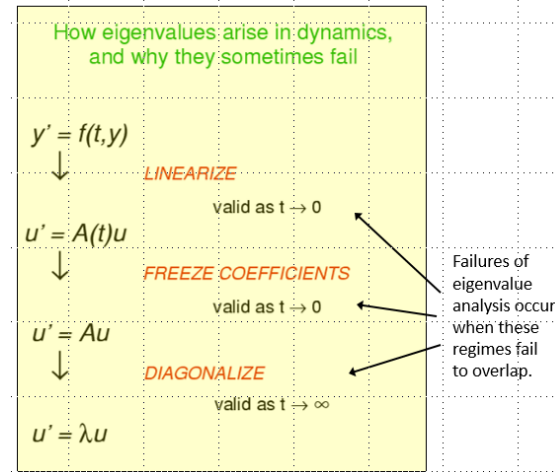 How eigenvalues arise in dynamics,
and why they sometimes fail
y' = f(t,y)
↓
LINEARIZE
valid as t → 0
u' = A(t)u
↓
FREEZE COEFFICIENTS
valid as t → 0
u' = Au
↓
DIAGONALIZE
valid as t → ∞
u' = λu
Failures of
eigenvalue
analysis occur
when these
regimes fail
to overlap.